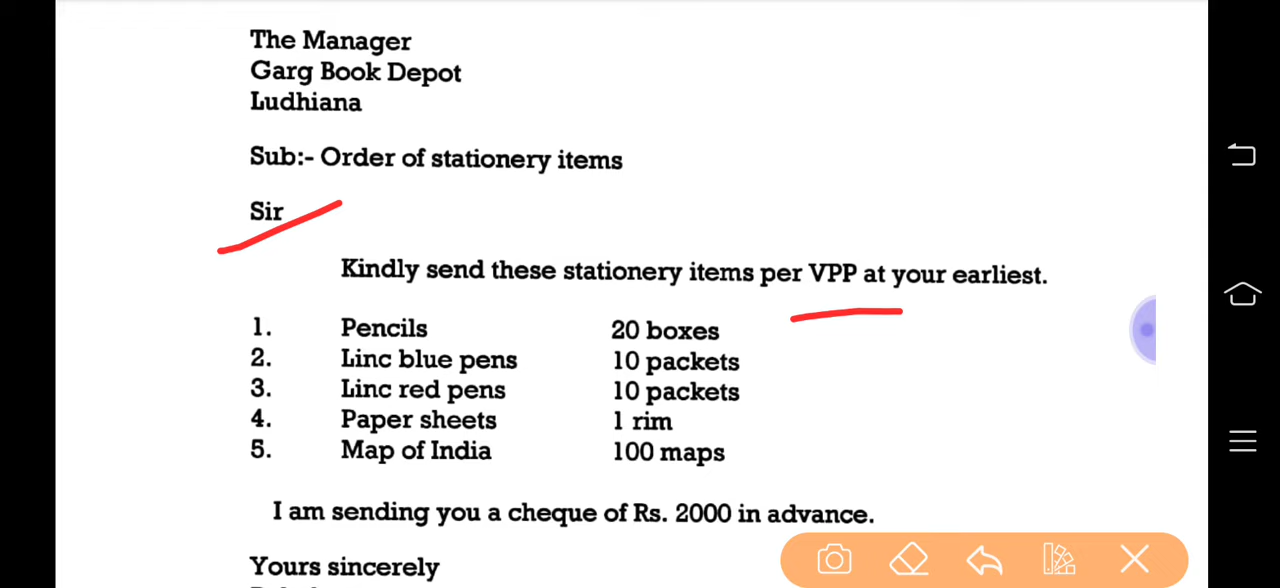 The Manager
Garg Book Depot
Ludhiana
Sub:- Order of stationery items
Sir
Kindly send these stationery items per VPP at your earliest.
1. Pencils 20 boxes
2. Linc blue pens 10 packets
3. Linc red pens 10 packets
4. Paper sheets 1 rim
5. Map of India 100 maps
I am sending you a cheque of Rs. 2000 in advance.
Yours sincerely